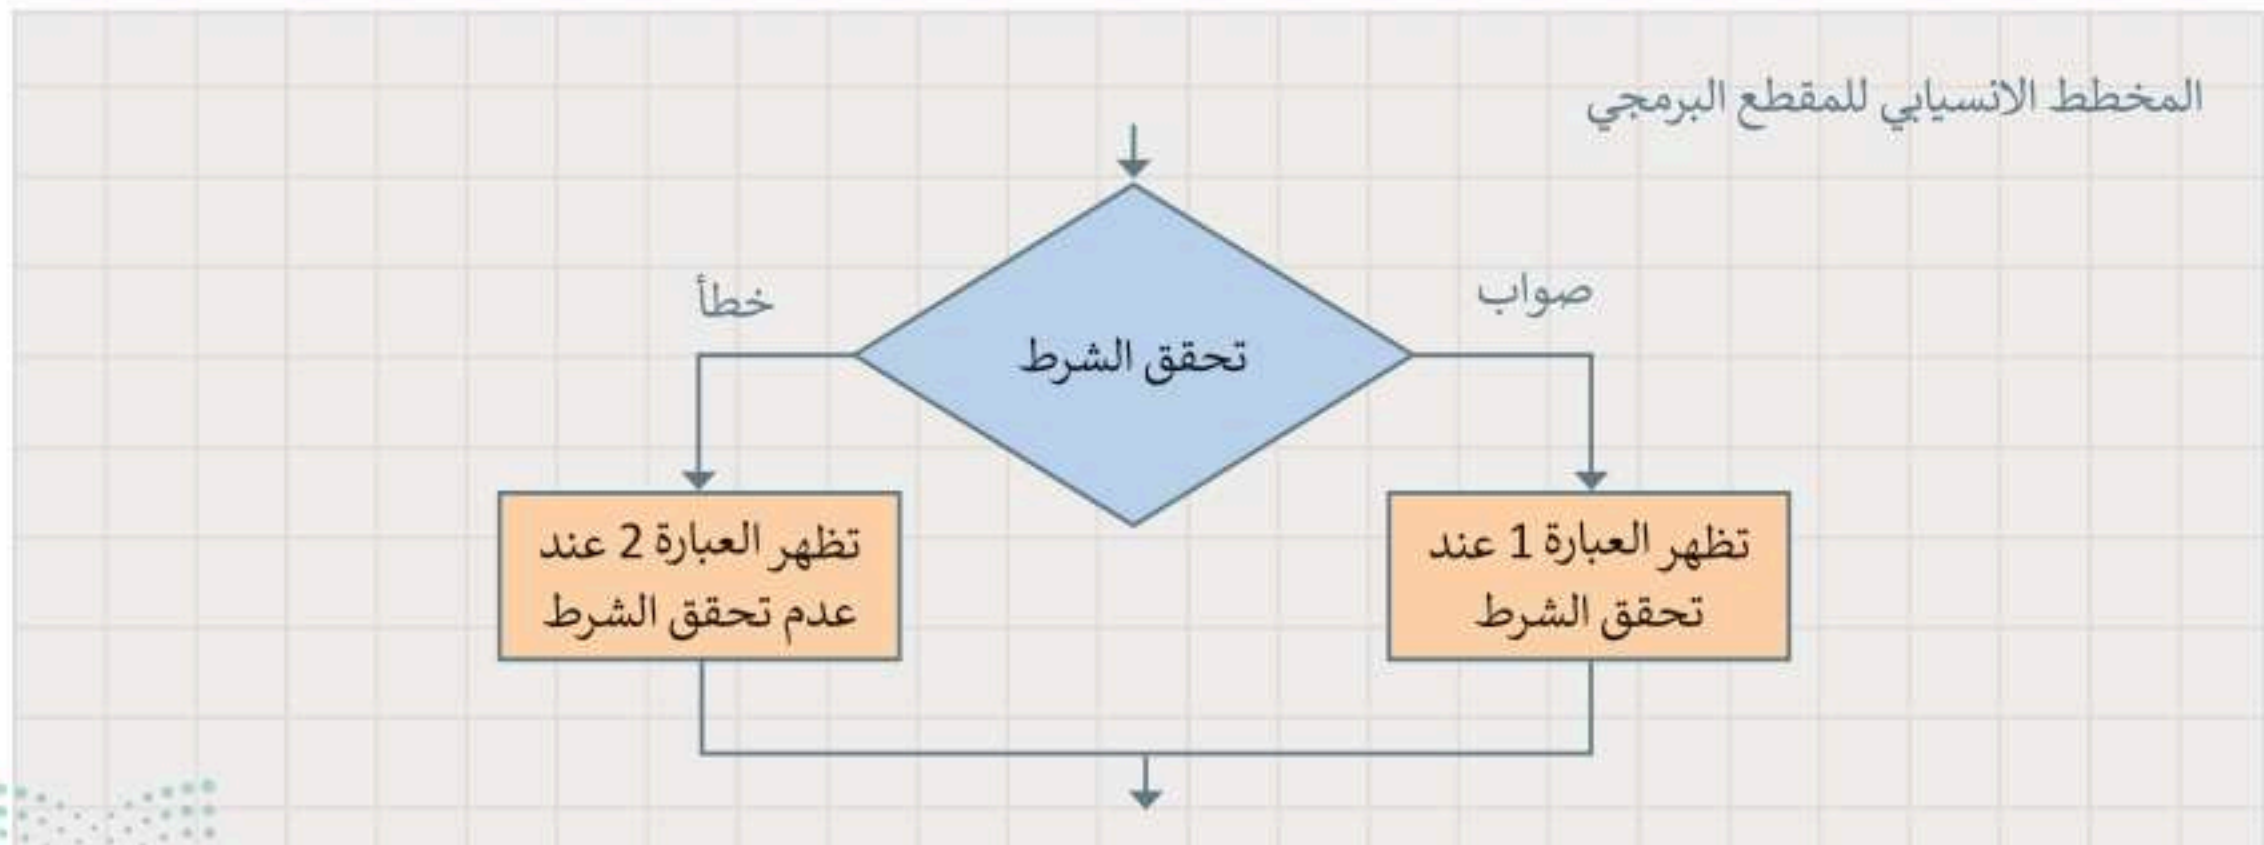 المخطط الانسيابي للمقطع البرمجي
صواب
خطأ
تحقق الشرط
تظهر العبارة 1 عند
تحقق الشرط
تظهر العبارة 2 عند
عدم تحقق الشرط